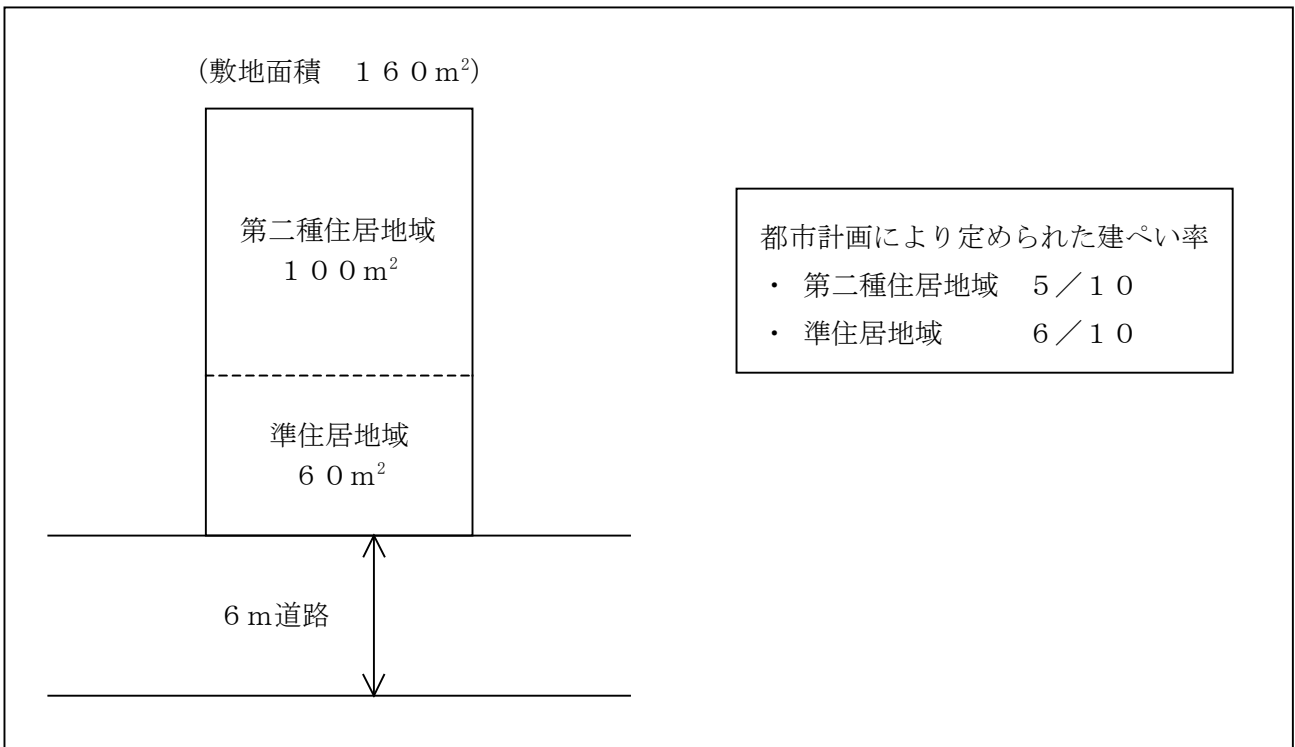 （敷地面積　１６０m²）
第二種住居地域
１００m²
都市計画により定められた建ぺい率
・　第二種住居地域　５／１０
・　準住居地域　　　６／１０
準住居地域
６０m²
６m道路